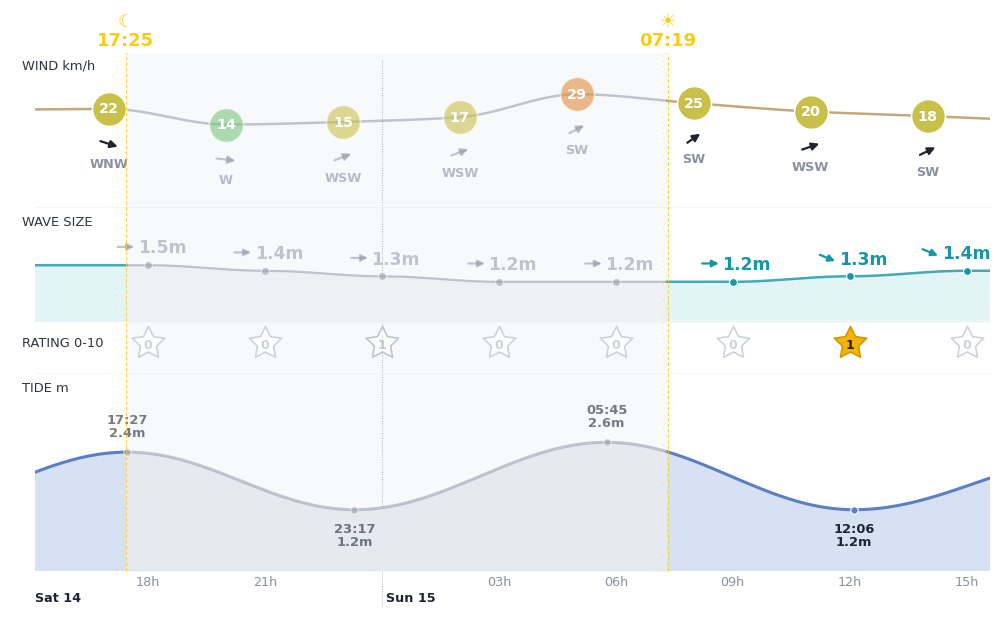 17:25 07:19
WIND km/h
22 14 15 17 29 25 20 18
WNW W WSW WSW SW SW WSW SW
WAVE SIZE
1.5m 1.4m 1.3m 1.2m 1.2m 1.2m 1.3m 1.4m
RATING 0-10
0 0 1 0 0 0 1 0
TIDE m
17:27
2.4m
05:45
2.6m
23:17
1.2m
12:06
1.2m
18h 21h 03h 06h 09h 12h 15h
Sat 14 Sun 15